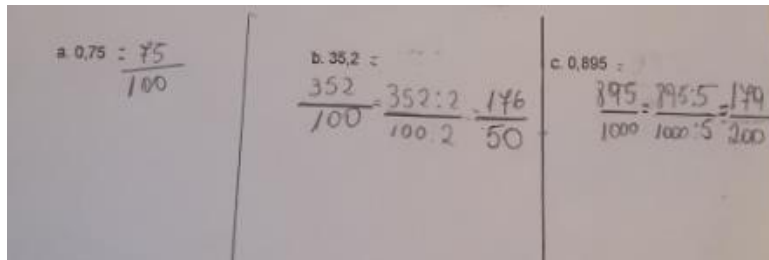 a. 0,75 = 75/100
b. 35,2 =
352/100 = 352:2/100:2 = 176/50
c. 0,895 =
895/1000 = 895:5/1000:5 = 179/200